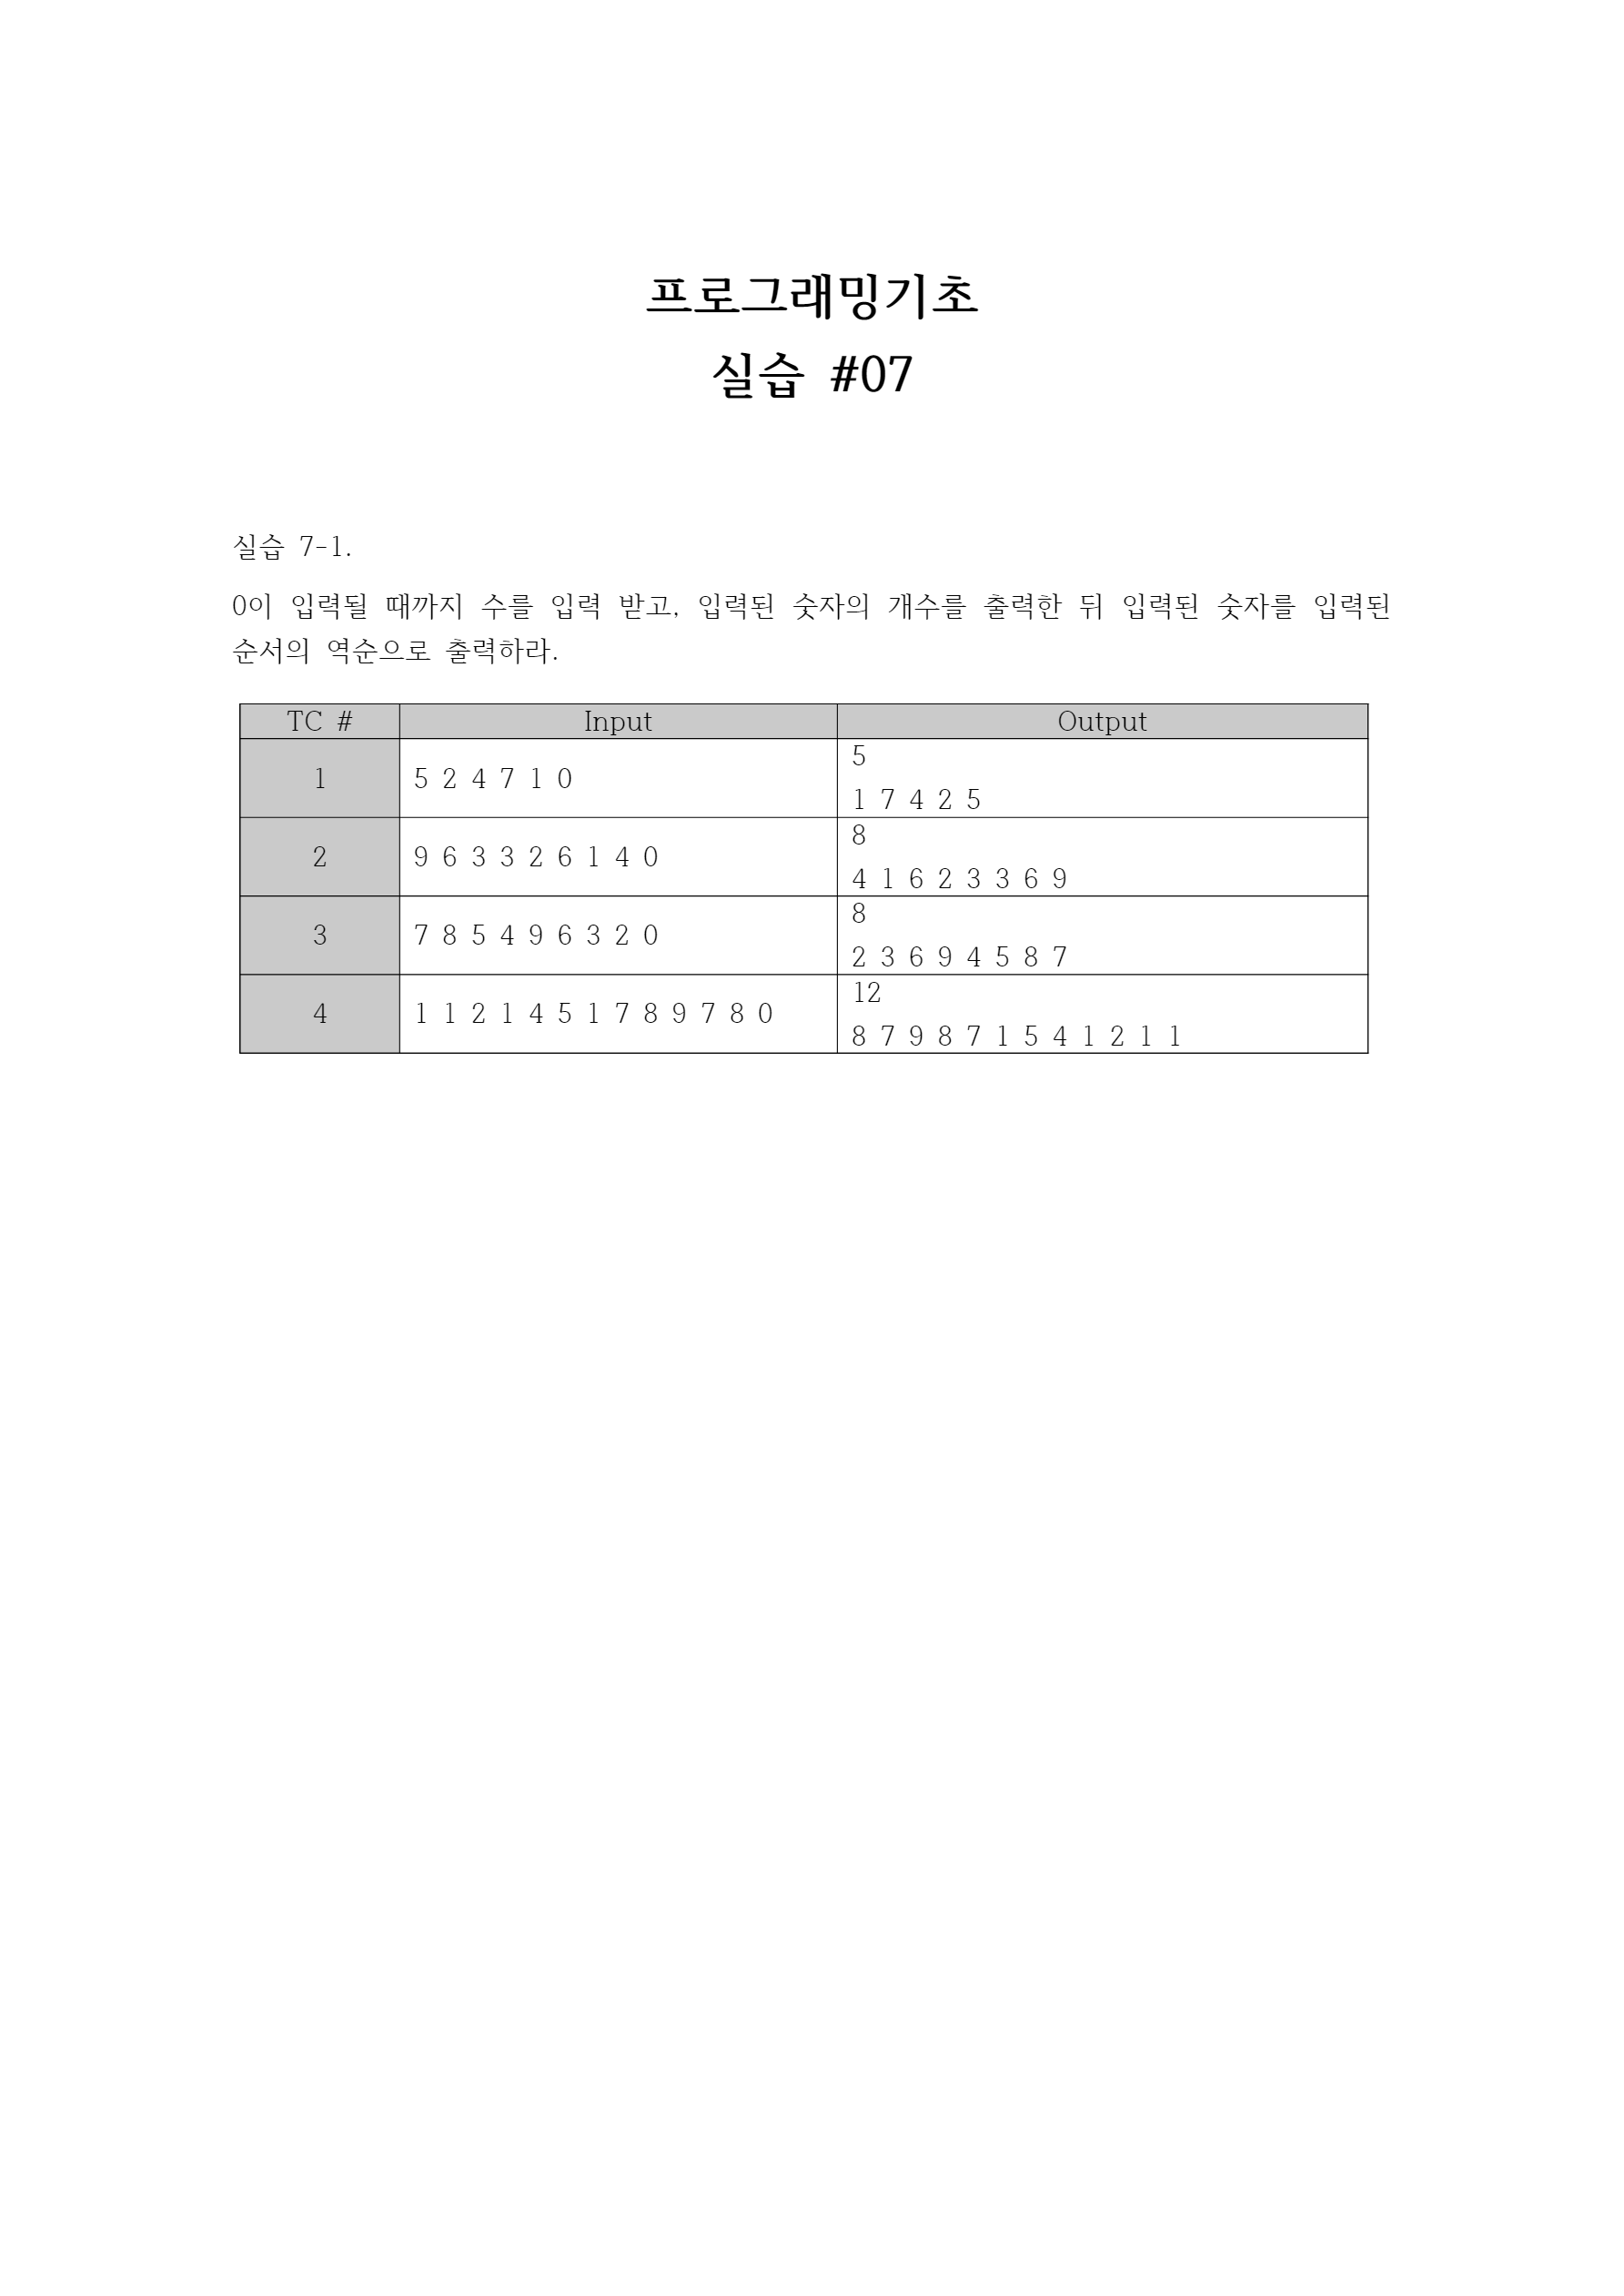 프로그래밍기초
실습 #07
실습 7-1.
0이 입력될 때까지 수를 입력 받고, 입력된 숫자의 개수를 출력한 뒤 입력된 숫자를 입력된
순서의 역순으로 출력하라.
TC # Input Output
1 5 2 4 7 1 0 5
1 7 4 2 5
2 9 6 3 3 2 6 1 4 0 8
4 1 6 2 3 3 6 9
3 7 8 5 4 9 6 3 2 0 8
2 3 6 9 4 5 8 7
4 1 1 2 1 4 5 1 7 8 9 7 8 0 12
8 7 9 8 7 1 5 4 1 2 1 1